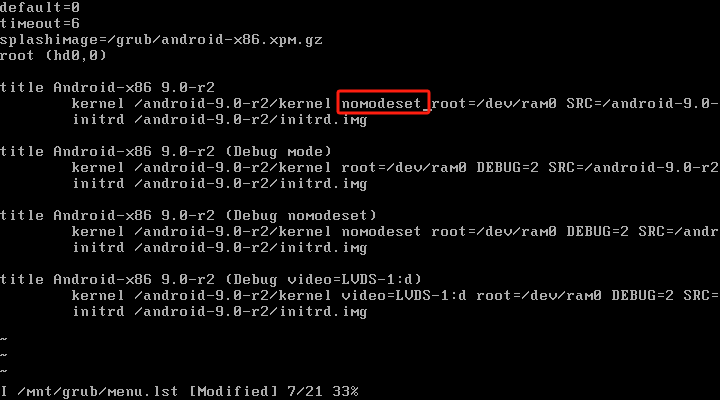 default=0
timeout=6
splashimage=/grub/android-x86.xpm.gz
root (hd0,0)
title Android-x86 9.0-r2
kernel /android-9.0-r2/kernel nomodeset root=/dev/ram0 SRC=/android-9.0-
initrd /android-9.0-r2/initrd.img
title Android-x86 9.0-r2 (Debug mode)
kernel /android-9.0-r2/kernel root=/dev/ram0 DEBUG=2 SRC=/android-9.0-r2
initrd /android-9.0-r2/initrd.img
title Android-x86 9.0-r2 (Debug nomodeset)
kernel /android-9.0-r2/kernel nomodeset root=/dev/ram0 DEBUG=2 SRC=/andr
initrd /android-9.0-r2/initrd.img
title Android-x86 9.0-r2 (Debug video=LVDS-1:d)
kernel /android-9.0-r2/kernel video=LVDS-1:d root=/dev/ram0 DEBUG=2 SRC=
initrd /android-9.0-r2/initrd.img
~
~
~
I /mnt/grub/menu.lst [Modified] 7/21 33%